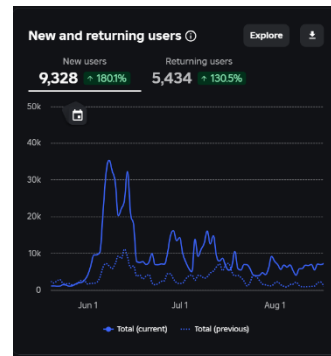 New and returning users
Explore
New users
Returning users
9,328 ↑ 180.1%
5,434 ↑ 130.5%
50k
40k
30k
20k
10k
0
Jun 1 Jul 1 Aug 1
Total (current) Total (previous)